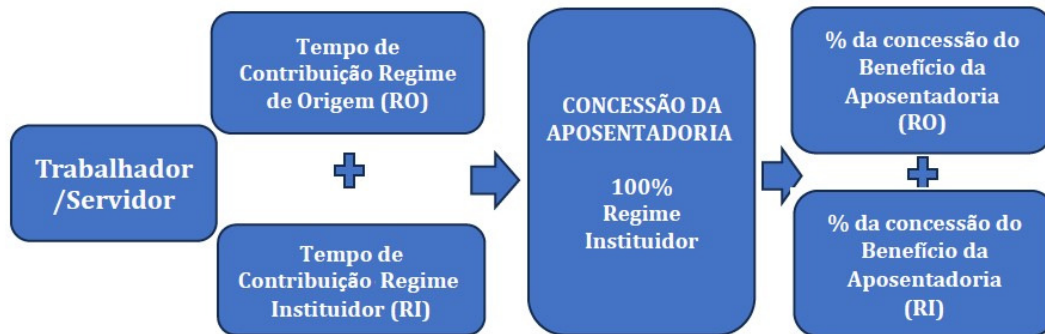 Trabalhador
/Servidor
Tempo de
Contribuição Regime
de Origem (RO)
Tempo de
Contribuição Regime
Instituidor (RI)
CONCESSÃO DA
APOSENTADORIA
100%
Regime
Instituidor
% da concessão do
Benefício da
Aposentadoria
(RO)
% da concessão do
Benefício da
Aposentadoria
(RI)